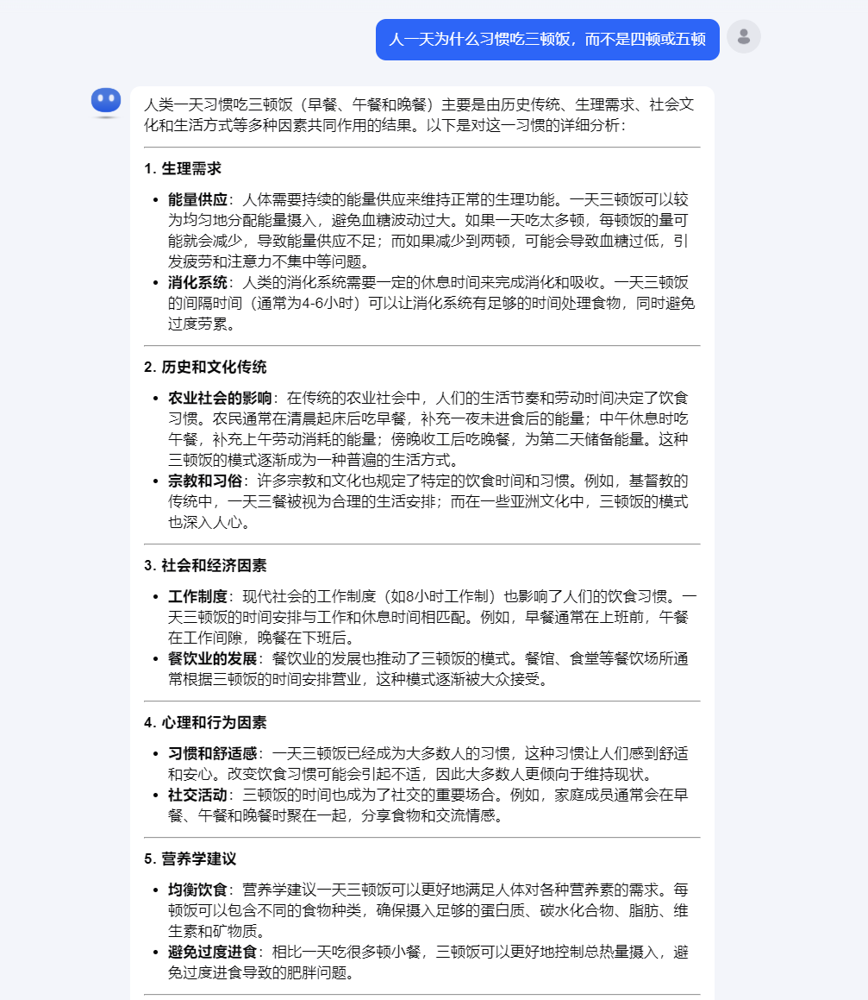 人一天为什么习惯吃三顿饭，而不是四顿或五顿
人类一天习惯吃三顿饭（早餐、午餐和晚餐）主要是由历史传统、生理需求、社会文
化和生活方式等多种因素共同作用的结果。以下是对这一习惯的详细分析：
1. 生理需求
• 能量供应：人体需要持续的能量供应来维持正常的生理功能。一天三顿饭可以较
为均匀地分配能量摄入，避免血糖波动过大。如果一天吃太多顿，每顿饭的量可
能就会减少，导致能量供应不足；而如果减少到两顿，可能会导致血糖过低，引
发疲劳和注意力不集中等问题。
• 消化系统：人类的消化系统需要一定的休息时间来完成消化和吸收。一天三顿饭
的间隔时间（通常为4-6小时）可以让消化系统有足够的时间处理食物，同时避免
过度劳累。
2. 历史和文化传统
• 农业社会的影响：在传统的农业社会中，人们的生活节奏和劳动时间决定了饮食
习惯。农民通常在清晨起床后吃早餐，补充一夜未进食后的能量；中午休息时吃
午餐，补充上午劳动消耗的能量；傍晚收工后吃晚餐，为第二天储备能量。这种
三顿饭的模式逐渐成为一种普遍的生活方式。
• 宗教和习俗：许多宗教和文化也规定了特定的饮食时间和习惯。例如，基督教的
传统中，一天三餐被视为合理的生活安排；而在一些亚洲文化中，三顿饭的模式
也深入人心。
3. 社会和经济因素
• 工作制度：现代社会的工作制度（如8小时工作制）也影响了人们的饮食习惯。一
天三顿饭的时间安排与工作和休息时间相匹配。例如，早餐通常在上班前，午餐
在工作间隙，晚餐在下班后。
• 餐饮业的发展：餐饮业的发展也推动了三顿饭的模式。餐馆、食堂等餐饮场所通
常根据三顿饭的时间安排营业，这种模式逐渐被大众接受。
4. 心理和行为因素
• 习惯和舒适感：一天三顿饭已经成为大多数人的习惯，这种习惯让人们感到舒适
和安心。改变饮食习惯可能会引起不适，因此大多数人更倾向于维持现状。
• 社交活动：三顿饭的时间也成为了社交的重要场合。例如，家庭成员通常会在早
餐、午餐和晚餐时聚在一起，分享食物和交流情感。
5. 营养学建议
• 均衡饮食：营养学建议一天三顿饭可以更好地满足人体对各种营养素的需求。每
顿饭可以包含不同的食物种类，确保摄入足够的蛋白质、碳水化合物、脂肪、维
生素和矿物质。
• 避免过度进食：相比一天吃很多顿小餐，三顿饭可以更好地控制总热量摄入，避
免过度进食导致的肥胖问题。